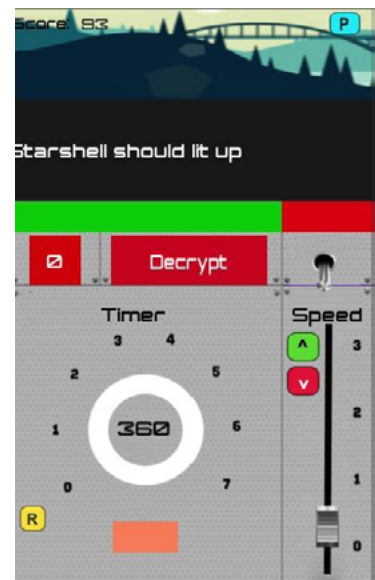 Score: 93
P
Starshell should lit up
0
Decrypt
Timer
Speed
3
4
^
3
2
5
v
2
1
360
6
0
7
1
R
0